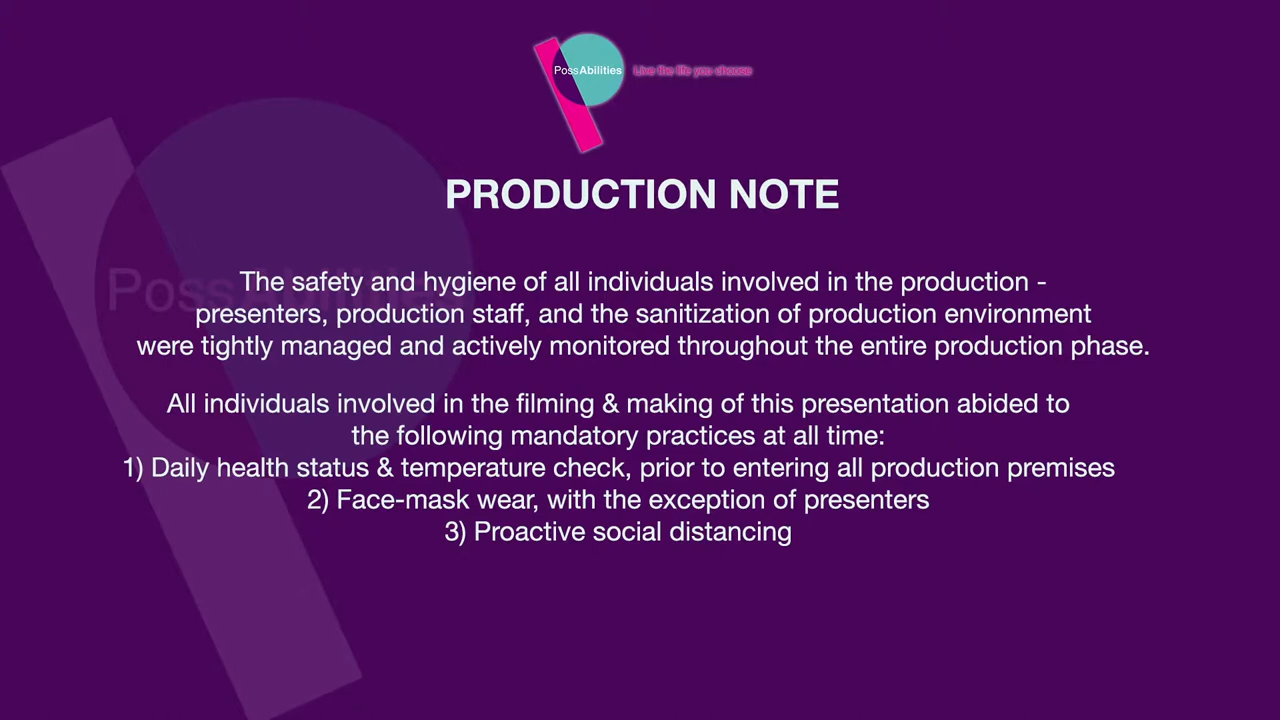 PossAbilities Live the life you choose
PRODUCTION NOTE
PossAbilities
The safety and hygiene of all individuals involved in the production -
presenters, production staff, and the sanitization of production environment
were tightly managed and actively monitored throughout the entire production phase.
All individuals involved in the filming & making of this presentation abided to
the following mandatory practices at all time:
1) Daily health status & temperature check, prior to entering all production premises
2) Face-mask wear, with the exception of presenters
3) Proactive social distancing